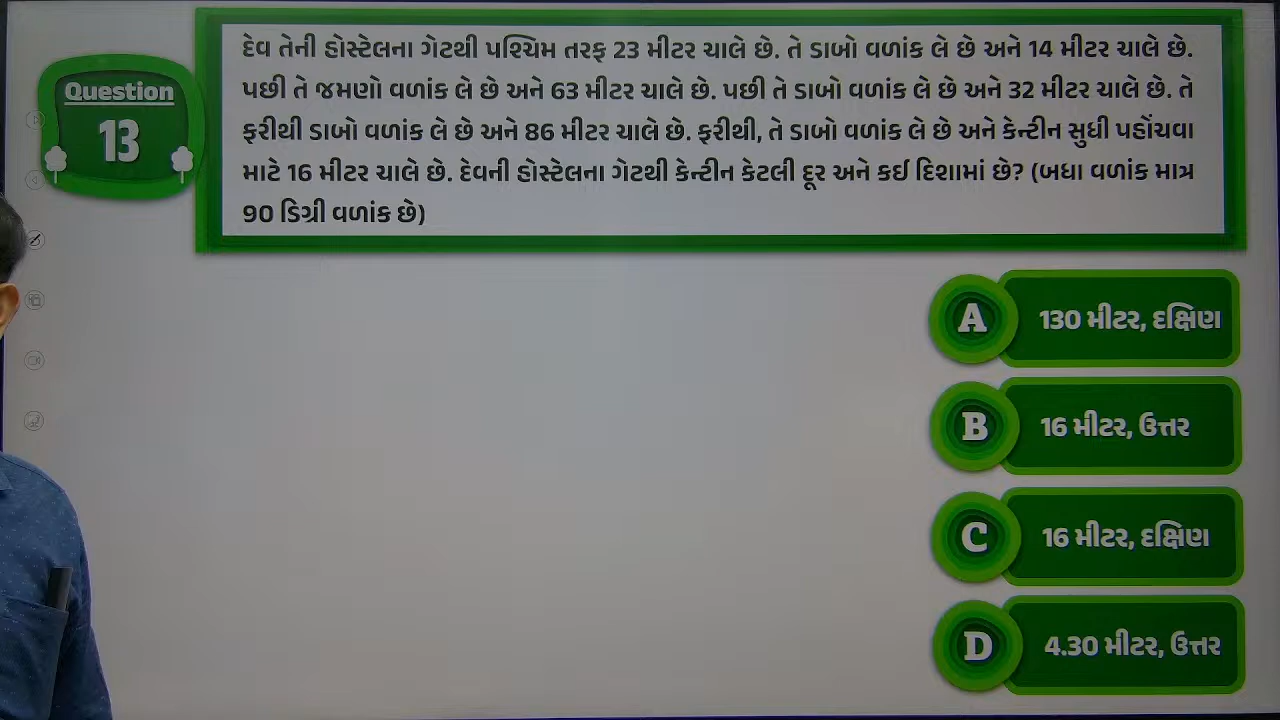 Question
13
દેવ તેની હોસ્ટેલના ગેટથી પશ્ચિમ તરફ 23 મીટર ચાલે છે. તે ડાબો વળાંક લે છે અને 14 મીટર ચાલે છે.
પછી તે જમણો વળાંક લે છે અને 63 મીટર ચાલે છે. પછી તે ડાબો વળાંક લે છે અને 32 મીટર ચાલે છે. તે
ફરીથી ડાબો વળાંક લે છે અને 86 મીટર ચાલે છે. ફરીથી, તે ડાબો વળાંક લે છે અને કેન્ટીન સુધી પહોંચવા
માટે 16 મીટર ચાલે છે. દેવની હોસ્ટેલના ગેટથી કેન્ટીન કેટલી દૂર અને કઈ દિશામાં છે? (બધા વળાંક માત્ર
90 ડિગ્રી વળાંક છે)
A 130 મીટર, દક્ષિણ
B 16 મીટર, ઉત્તર
C 16 મીટર, દક્ષિણ
D 4.30 મીટર, ઉત્તર